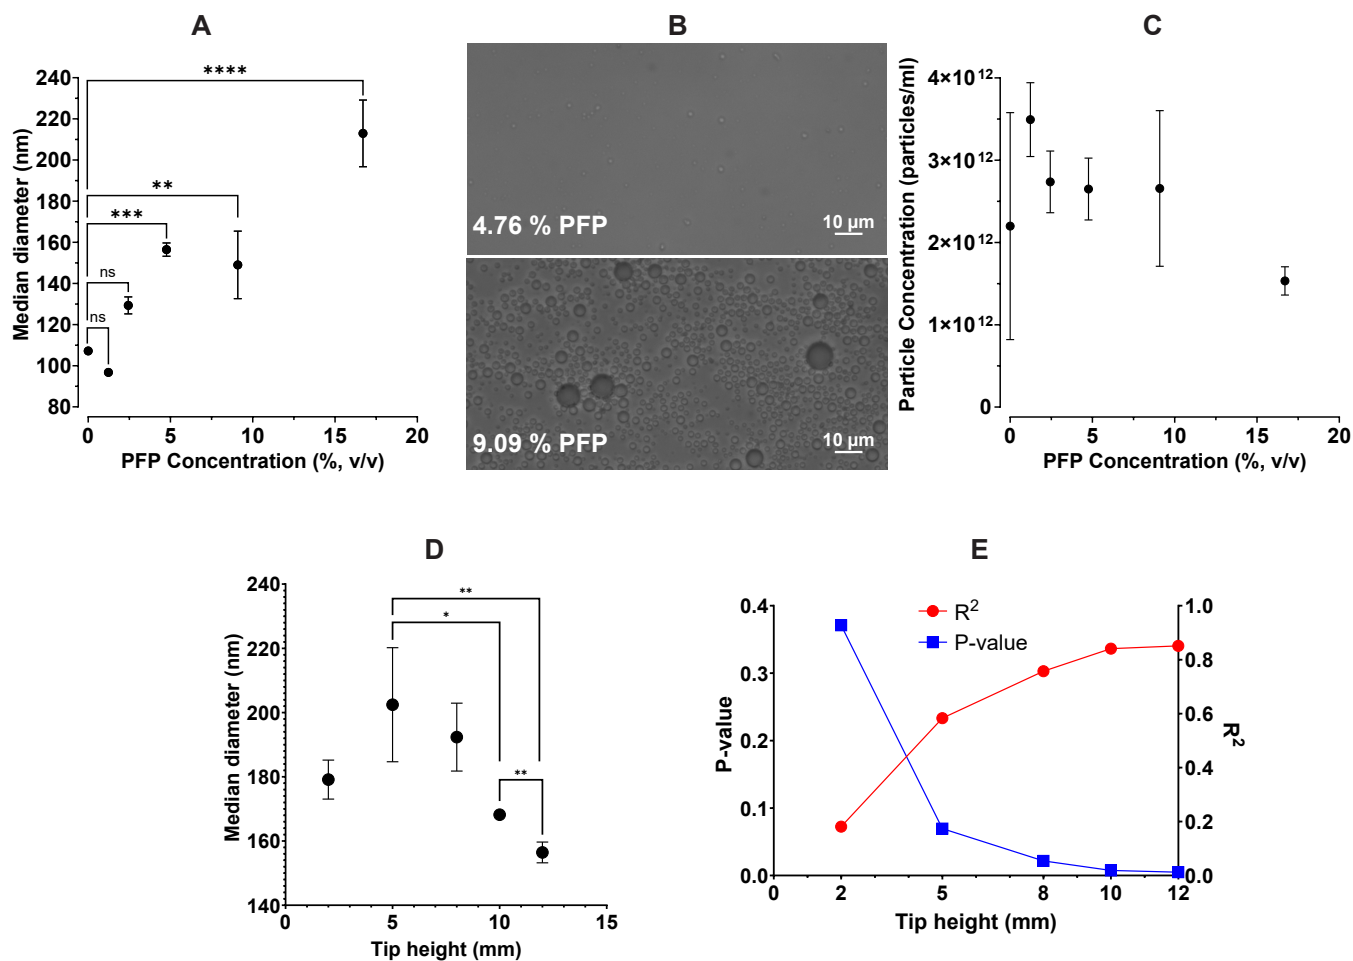 A
****
**
***
ns
ns
240
220
200
180
160
140
120
100
80
0 5 10 15 20
Median diameter (nm)
PFP Concentration (%, v/v)
B
4.76 % PFP
10 µm
9.09 % PFP
10 µm
C
4×10¹²
3×10¹²
2×10¹²
1×10¹²
0
0 5 10 15 20
Particle Concentration (particles/ml)
PFP Concentration (%, v/v)
D
**
*
**
240
220
200
180
160
140
0 5 10 15
Median diameter (nm)
Tip height (mm)
E
R²
P-value
0.4
0.3
0.2
0.1
0.0
P-value
1.0
0.8
0.6
0.4
0.2
0.0
R²
0 2 5 8 10 12
Tip height (mm)